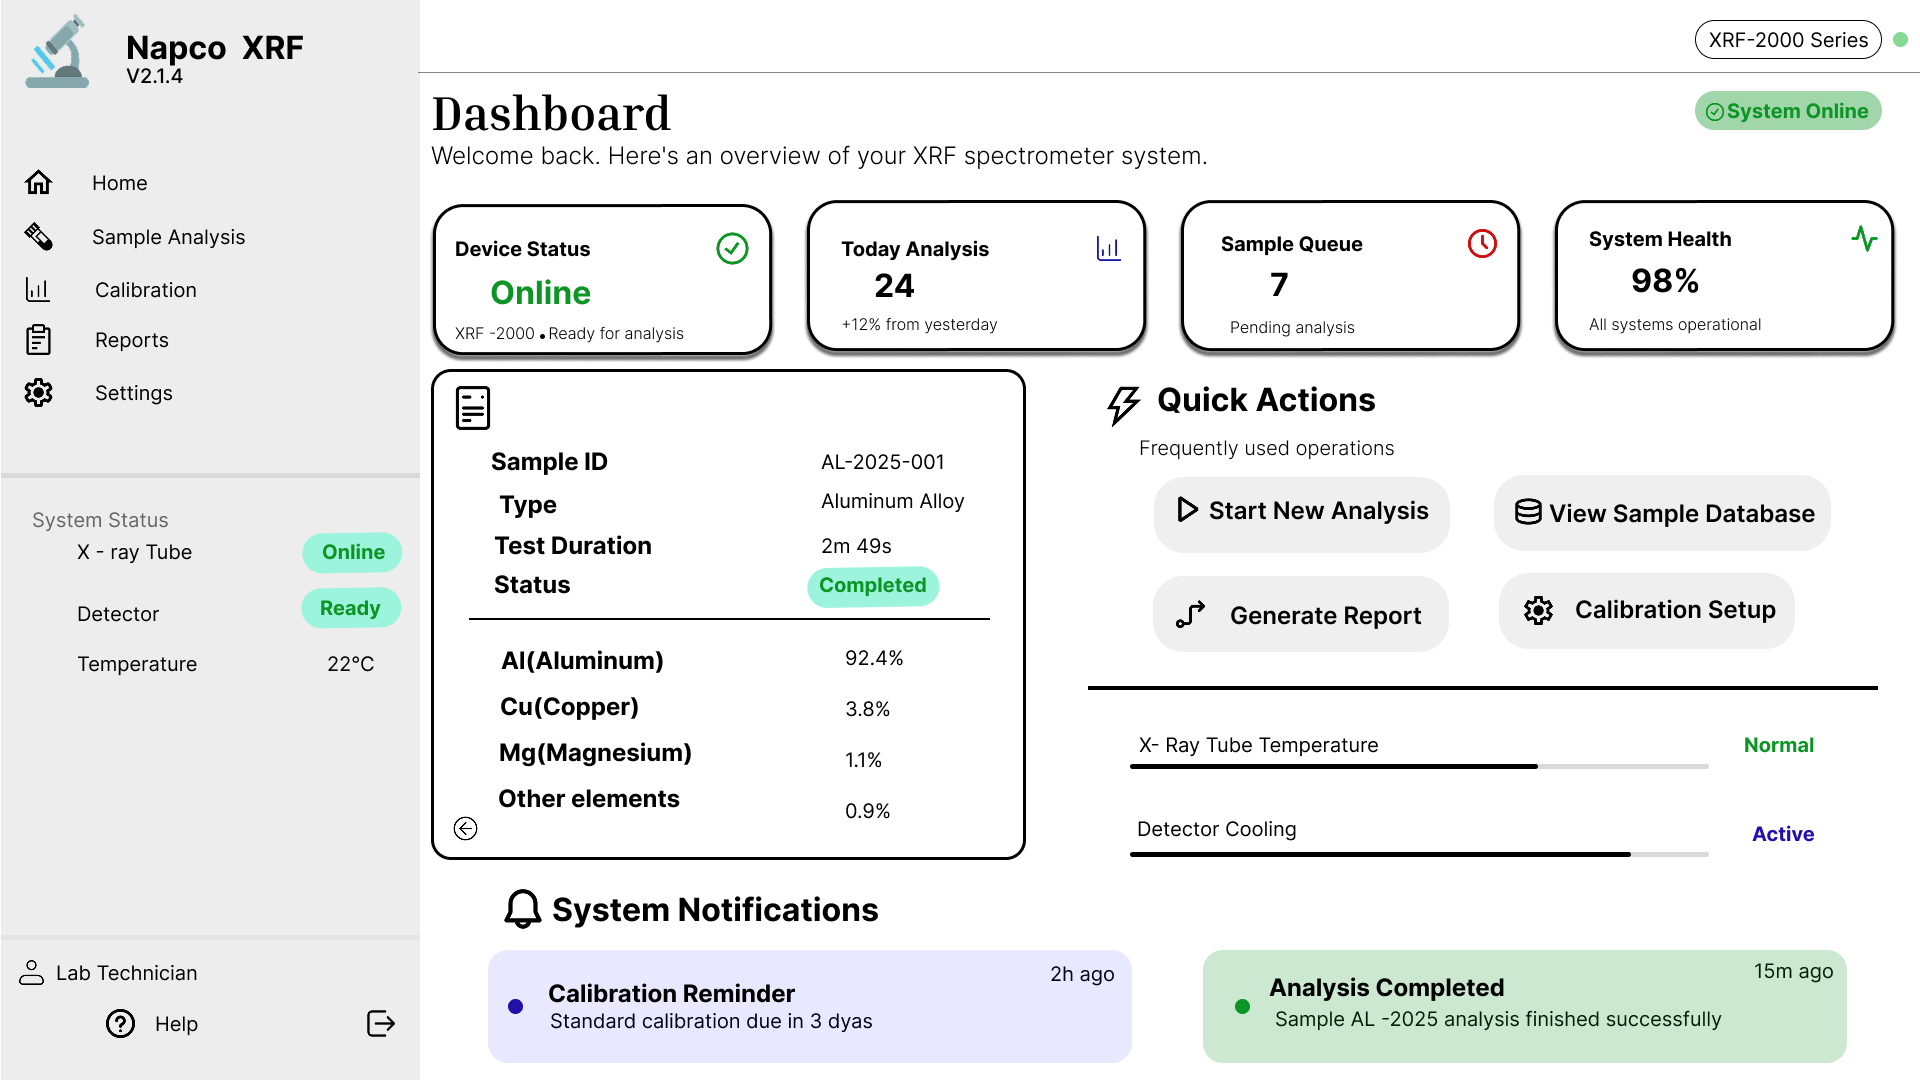 Napco XRF
V2.1.4
Home
Sample Analysis
Calibration
Reports
Settings
System Status
X - ray Tube Online
Detector Ready
Temperature 22°C
Lab Technician
Help
XRF-2000 Series
Dashboard
System Online
Welcome back. Here's an overview of your XRF spectrometer system.
Device Status
Online
XRF -2000 • Ready for analysis
Today Analysis
24
+12% from yesterday
Sample Queue
7
Pending analysis
System Health
98%
All systems operational
Sample ID AL-2025-001
Type Aluminum Alloy
Test Duration 2m 49s
Status Completed
Al(Aluminum) 92.4%
Cu(Copper) 3.8%
Mg(Magnesium) 1.1%
Other elements 0.9%
Quick Actions
Frequently used operations
Start New Analysis
View Sample Database
Generate Report
Calibration Setup
X- Ray Tube Temperature Normal
Detector Cooling Active
System Notifications
2h ago
Calibration Reminder
Standard calibration due in 3 dyas
15m ago
Analysis Completed
Sample AL -2025 analysis finished successfully